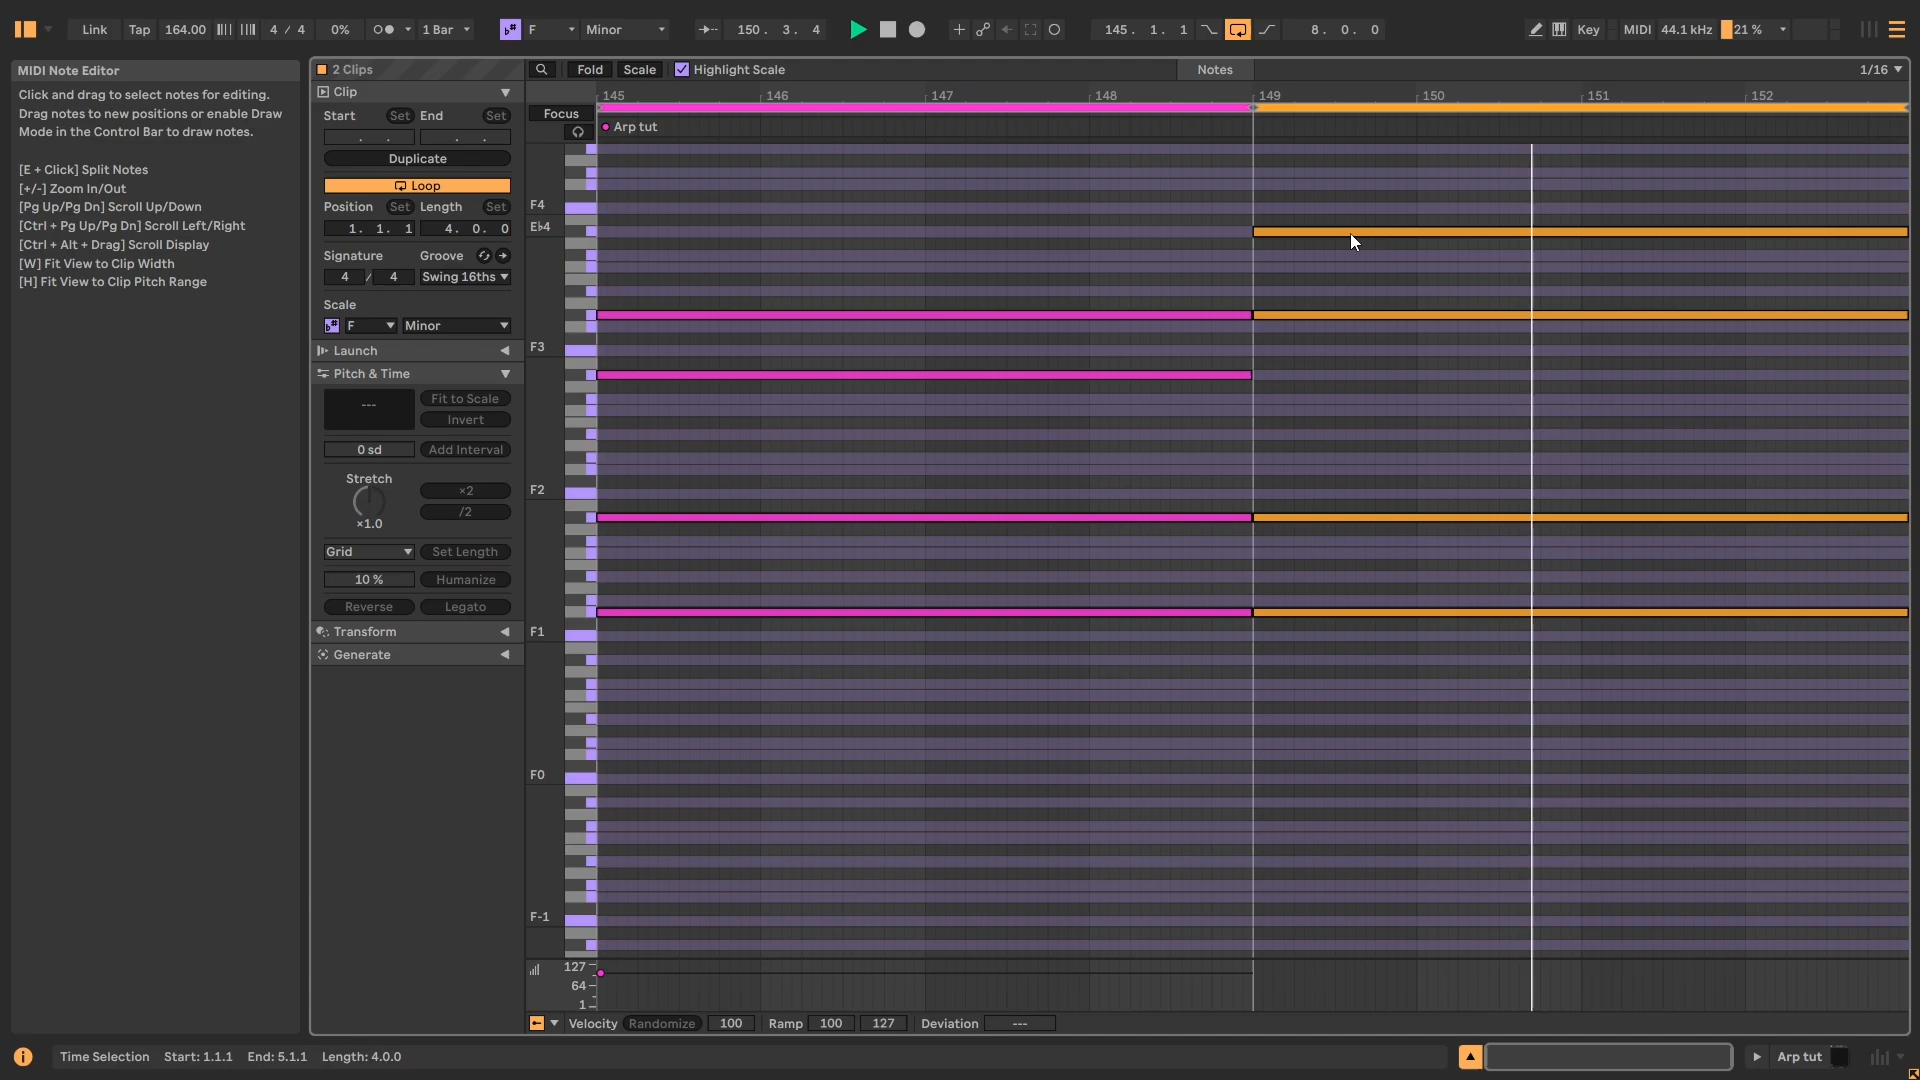 Link Tap 164.00 4 / 4 0% 1 Bar F Minor 150. 3. 4 145. 1. 1 8. 0. 0 Key MIDI 44.1 kHz 21 %
MIDI Note Editor
Click and drag to select notes for editing.
Drag notes to new positions or enable Draw
Mode in the Control Bar to draw notes.
[E + Click] Split Notes
[+/-] Zoom In/Out
[Pg Up/Pg Dn] Scroll Up/Down
[Ctrl + Pg Up/Pg Dn] Scroll Left/Right
[Ctrl + Alt + Drag] Scroll Display
[W] Fit View to Clip Width
[H] Fit View to Clip Pitch Range
2 Clips
Clip
Start Set End Set
. . . .
Duplicate
Loop
Position Set Length Set
1. 1. 1 4. 0. 0
Signature Groove
4 / 4 Swing 16ths
Scale
F Minor
Launch
Pitch & Time
--- Fit to Scale
Invert
0 sd Add Interval
Stretch
×2
/2
×1.0
Grid Set Length
10 % Humanize
Reverse Legato
Transform
Generate
Fold Scale Highlight Scale Notes 1/16
145 146 147 148 149 150 151 152
Focus
Arp tut
F4
E♭4
F3
F2
F1
F0
F-1
127
64
1
Velocity Randomize 100 Ramp 100 127 Deviation ---
Time Selection Start: 1.1.1 End: 5.1.1 Length: 4.0.0
Arp tut